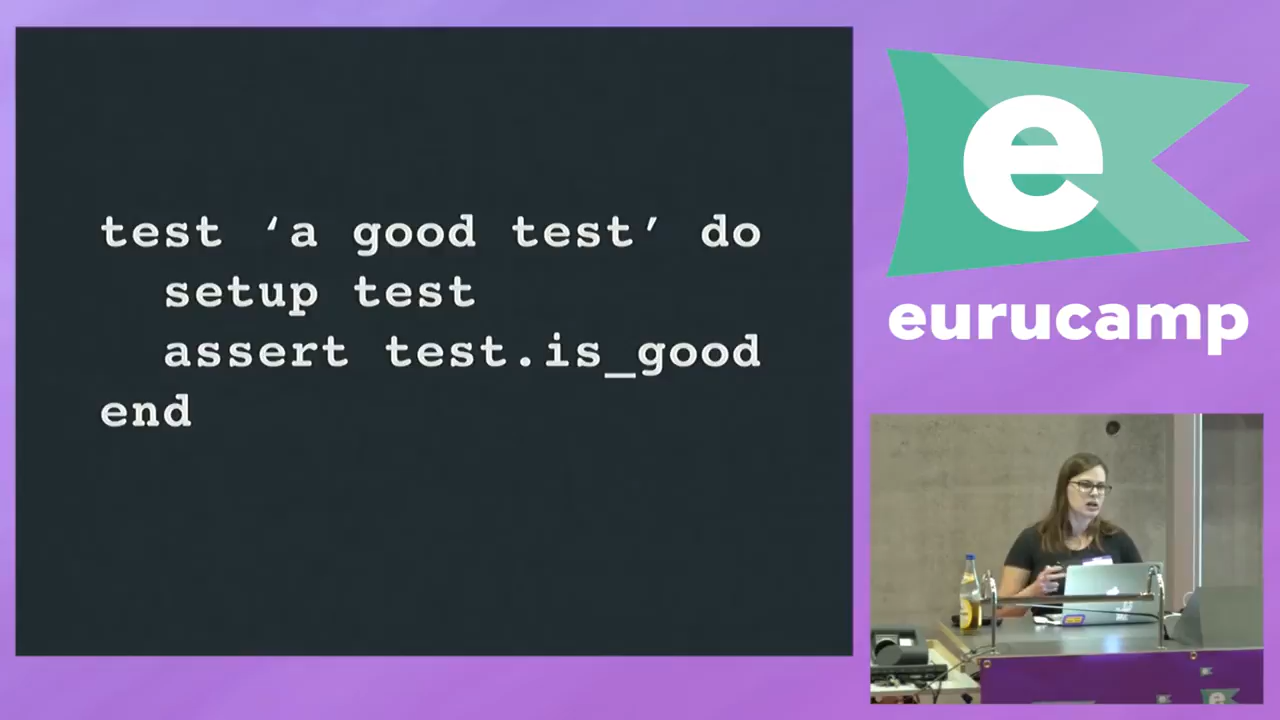 test ‘a good test’ do
setup test
assert test.is_good
end
e
eurucamp
e